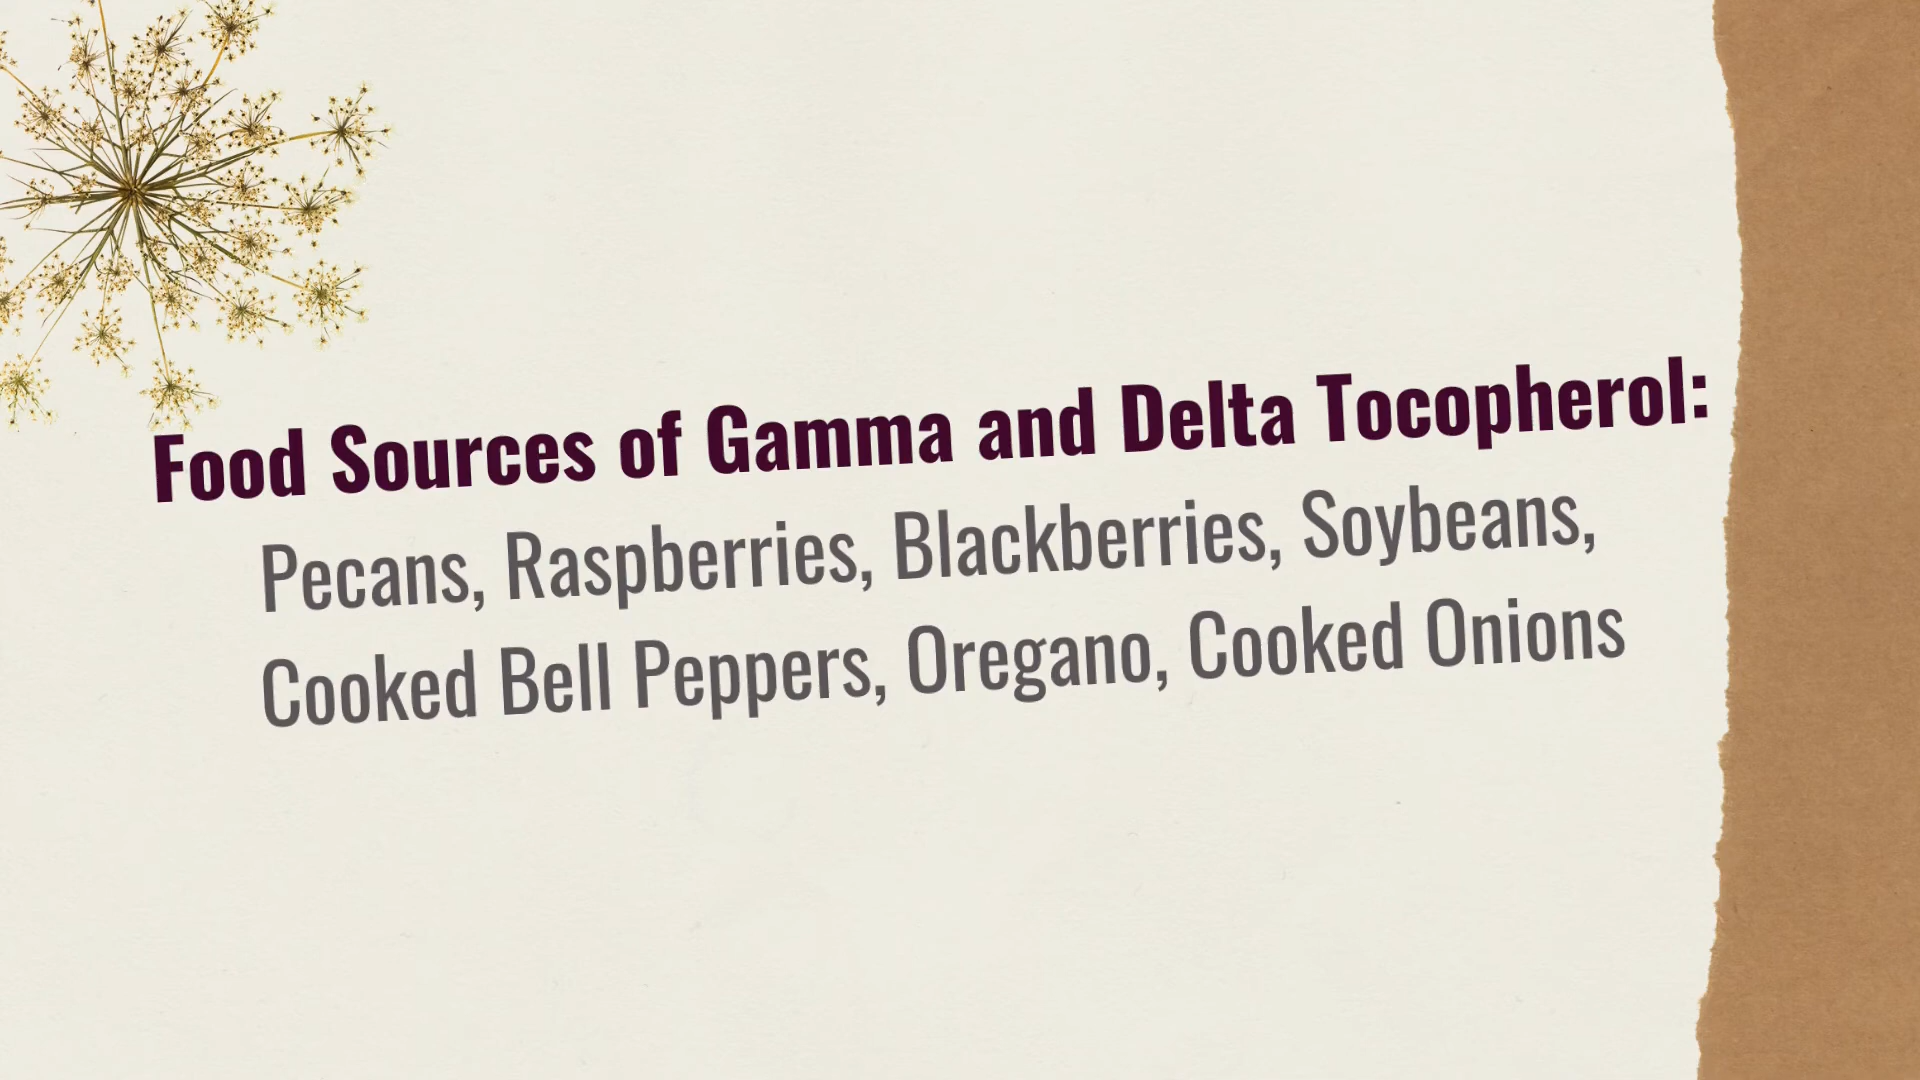 Food Sources of Gamma and Delta Tocopherol:
Pecans, Raspberries, Blackberries, Soybeans,
Cooked Bell Peppers, Oregano, Cooked Onions